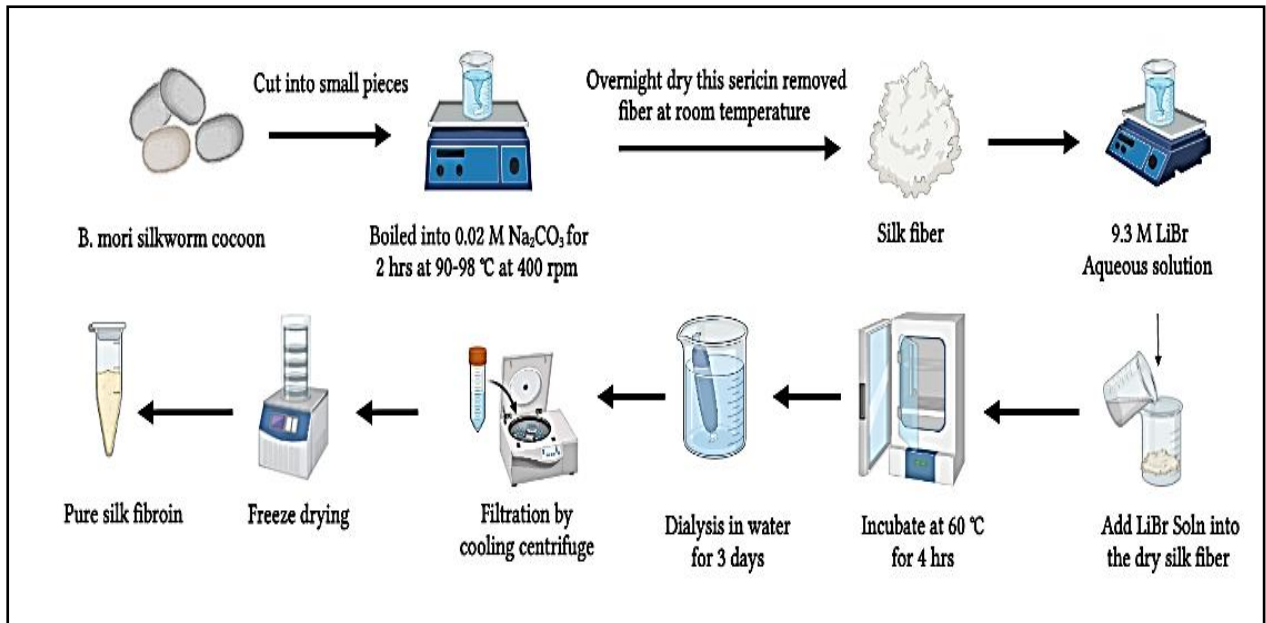 Cut into small pieces
Overnight dry this sericin removed
fiber at room temperature
B. mori silkworm cocoon
Boiled into 0.02 M Na₂CO₃ for
2 hrs at 90-98 °C at 400 rpm
Silk fiber
9.3 M LiBr
Aqueous solution
Add LiBr Soln into
the dry silk fiber
Incubate at 60 °C
for 4 hrs
Dialysis in water
for 3 days
Filtration by
cooling centrifuge
Freeze drying
Pure silk fibroin